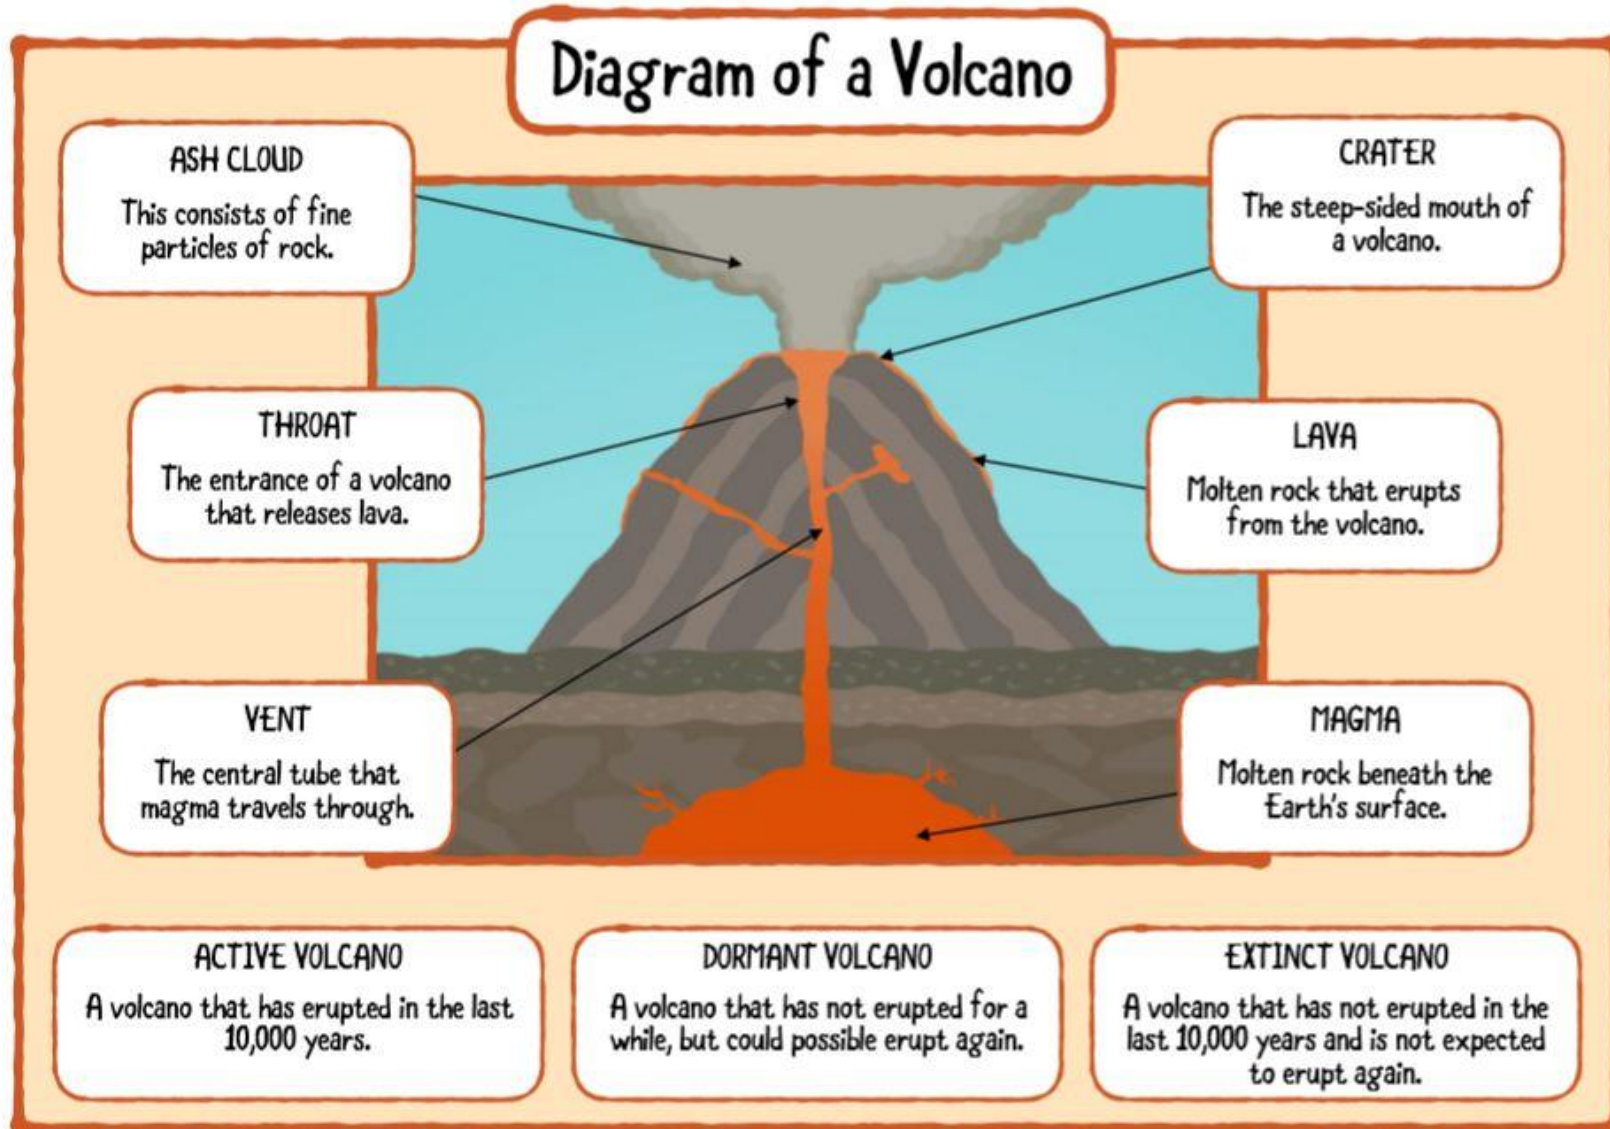 Diagram of a Volcano
ASH CLOUD
This consists of fine
particles of rock.
CRATER
The steep-sided mouth of
a volcano.
THROAT
The entrance of a volcano
that releases lava.
LAVA
Molten rock that erupts
from the volcano.
VENT
The central tube that
magma travels through.
MAGMA
Molten rock beneath the
Earth's surface.
ACTIVE VOLCANO
A volcano that has erupted in the last
10,000 years.
DORMANT VOLCANO
A volcano that has not erupted for a
while, but could possible erupt again.
EXTINCT VOLCANO
A volcano that has not erupted in the
last 10,000 years and is not expected
to erupt again.